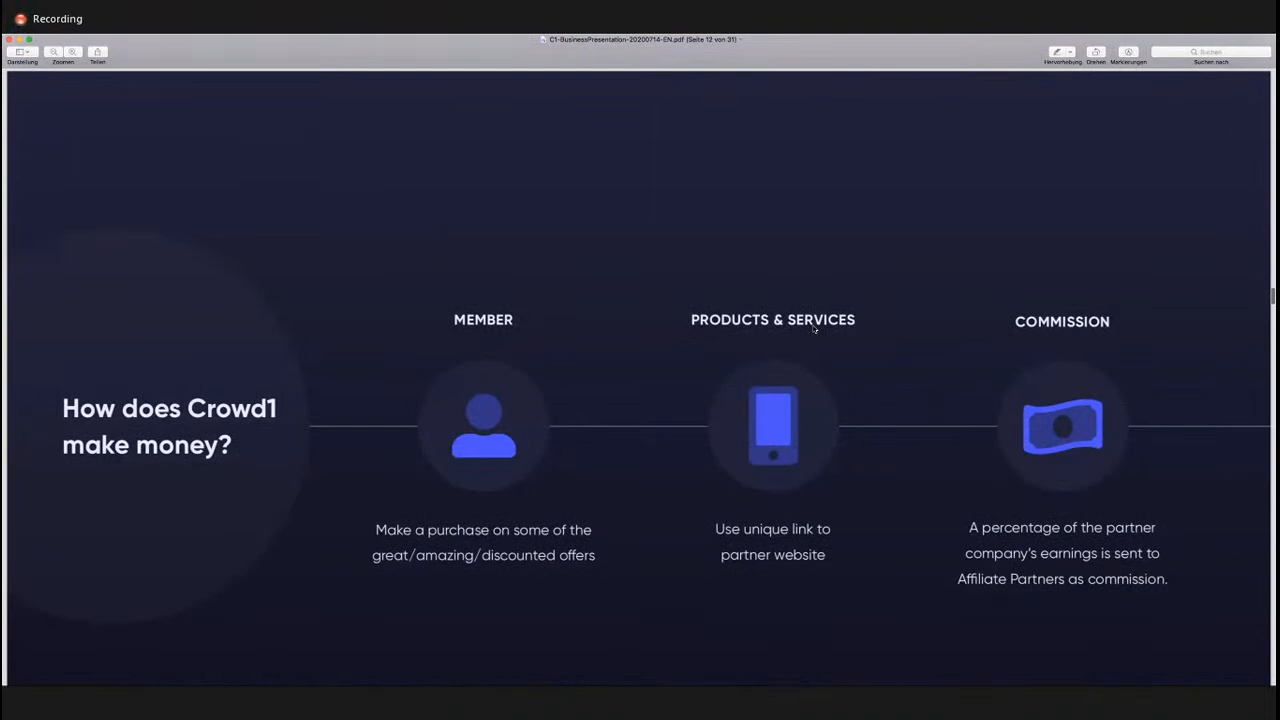 Recording
C1-BusinessPresentation-20200714-EN.pdf (Seite 12 von 31)
Darstellung
Zoomen
Teilen
Hervorhebung
Drehen
Markierungen
Suchen
Suchen nach
MEMBER
PRODUCTS & SERVICES
COMMISSION
How does Crowd1
make money?
Make a purchase on some of the
great/amazing/discounted offers
Use unique link to
partner website
A percentage of the partner
company's earnings is sent to
Affiliate Partners as commission.